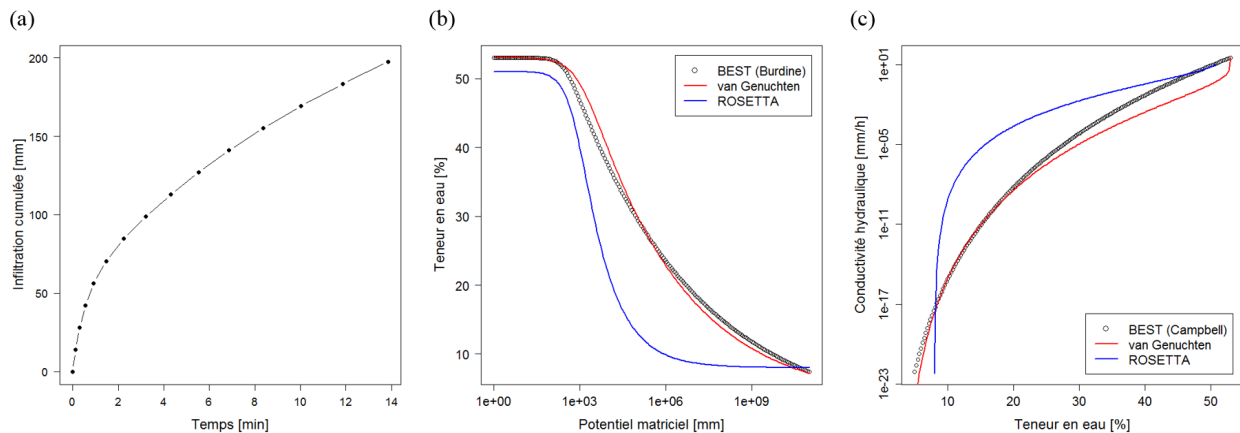 (a)
Infiltration cumulée [mm]
200
150
100
50
0
0 2 4 6 8 10 12 14
Temps [min]
(b)
Teneur en eau [%]
50
40
30
20
10
BEST (Burdine)
van Genuchten
ROSETTA
1e+00 1e+03 1e+06 1e+09
Potentiel matriciel [mm]
(c)
Conductivité hydraulique [mm/h]
1e+01
1e-05
1e-11
1e-17
1e-23
BEST (Campbell)
van Genuchten
ROSETTA
10 20 30 40 50
Teneur en eau [%]